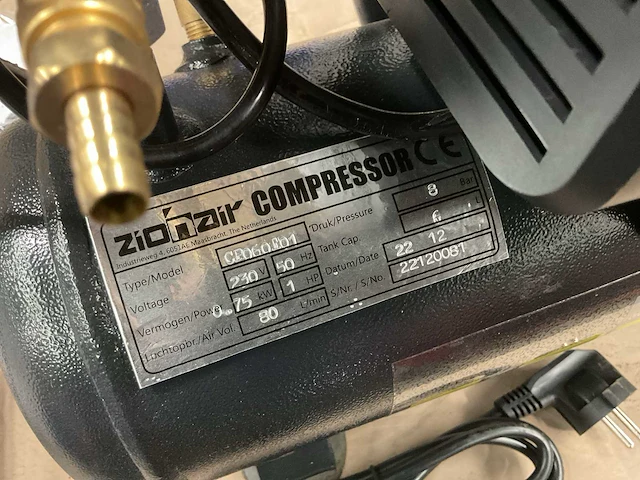 zionair COMPRESSOR CE
Industrieweg 4, 6051AE Maasbracht, The Netherlands
Type/Model CP06O801 Druk/Pressure 8 Bar
Voltage 230 V 50 Hz Tank Cap. 6 L
Vermogen/Power 0.75 kW 1 HP Datum/Date 22 12
Luchtopbr./Air Vol. 80 L/min S/Nr. / S/No. 22120081